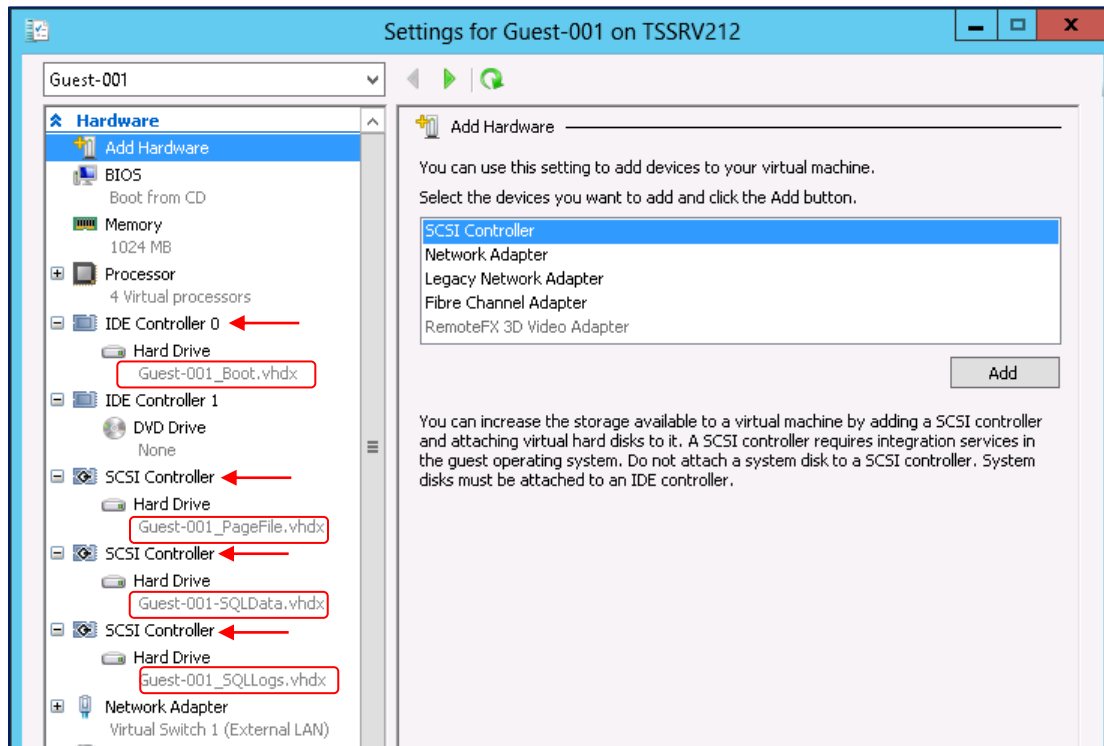 Settings for Guest-001 on TSSRV212
Guest-001
Hardware
Add Hardware
BIOS
Boot from CD
Memory
1024 MB
Processor
4 Virtual processors
IDE Controller 0
Hard Drive
Guest-001_Boot.vhdx
IDE Controller 1
DVD Drive
None
SCSI Controller
Hard Drive
Guest-001_PageFile.vhdx
SCSI Controller
Hard Drive
Guest-001-SQLData.vhdx
SCSI Controller
Hard Drive
Guest-001_SQLLogs.vhdx
Network Adapter
Virtual Switch 1 (External LAN)
Add Hardware
You can use this setting to add devices to your virtual machine.
Select the devices you want to add and click the Add button.
SCSI Controller
Network Adapter
Legacy Network Adapter
Fibre Channel Adapter
RemoteFX 3D Video Adapter
Add
You can increase the storage available to a virtual machine by adding a SCSI controller
and attaching virtual hard disks to it. A SCSI controller requires integration services in
the guest operating system. Do not attach a system disk to a SCSI controller. System
disks must be attached to an IDE controller.